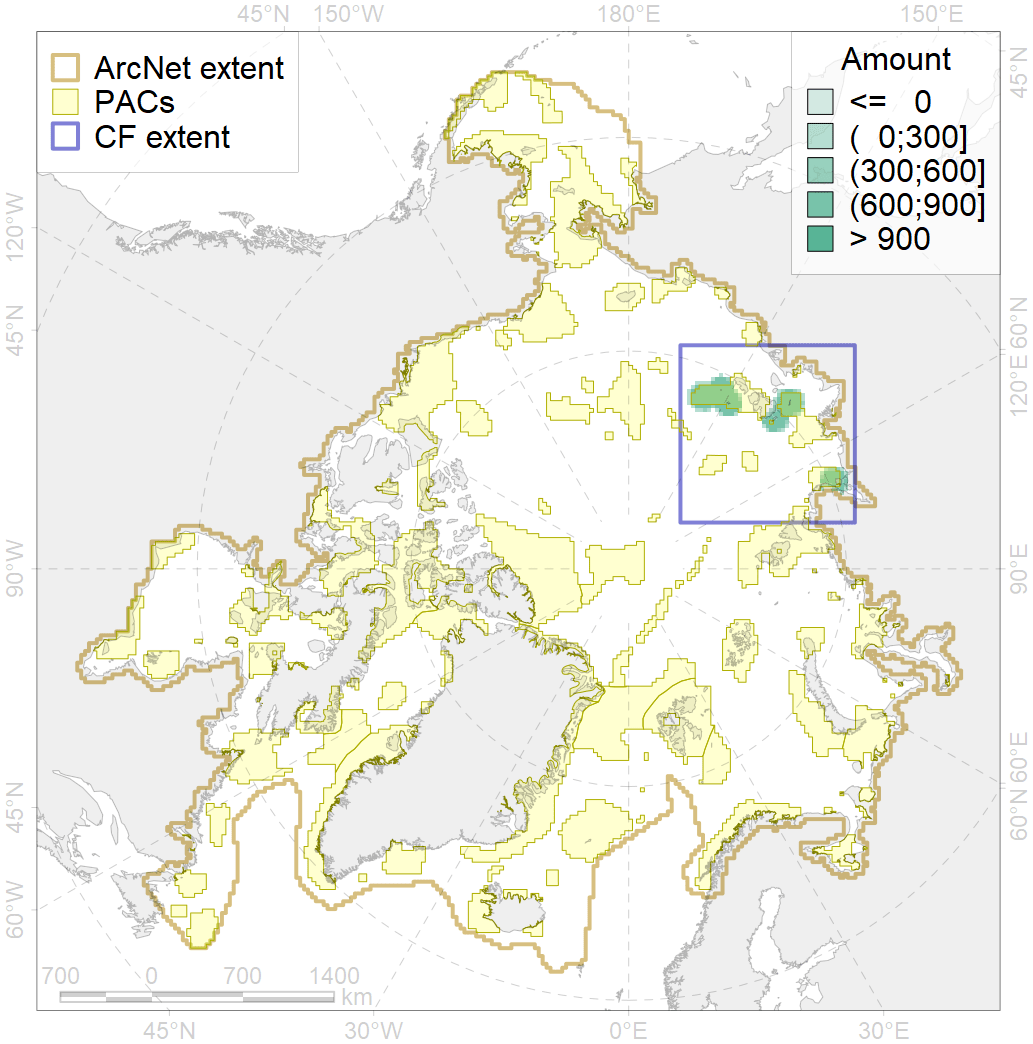 45°N 150°W 180°E 150°E
ArcNet extent
PACs
CF extent
Amount
<= 0
( 0;300]
(300;600]
(600;900]
> 900
45°N
120°W
45°N
60°N
120°E
90°W
90°E
45°N
60°E
60°N
60°W
700 0 700 1400
km
45°N 30°W 0°E 30°E